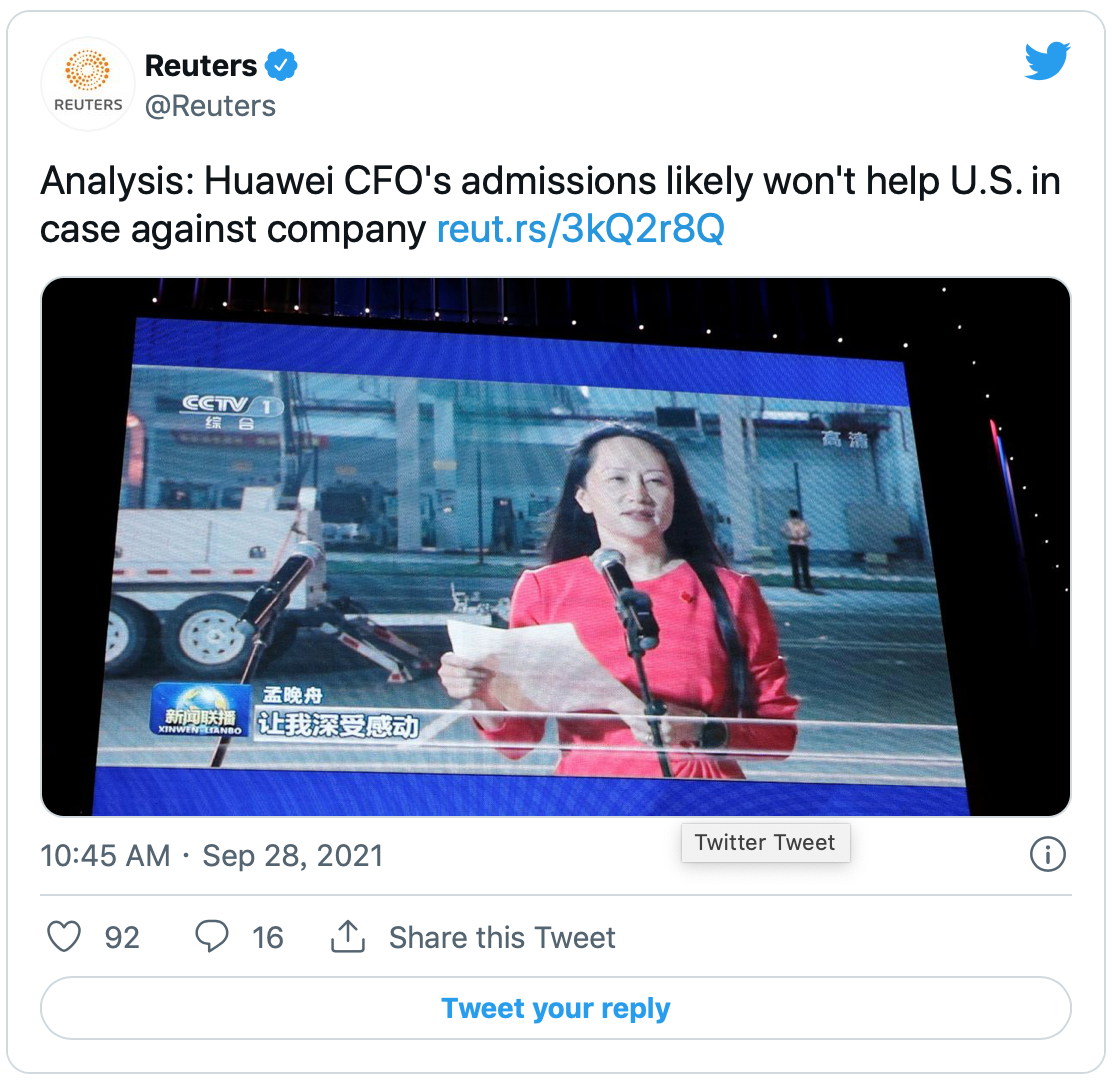 Reuters
@Reuters
REUTERS
Analysis: Huawei CFO's admissions likely won't help U.S. in
case against company reut.rs/3kQ2r8Q
CCTV 1
综合
高清
孟晚舟
新闻联播
XINWEN LIANBO
让我深受感动
Twitter Tweet
10:45 AM · Sep 28, 2021
92
16
Share this Tweet
Tweet your reply